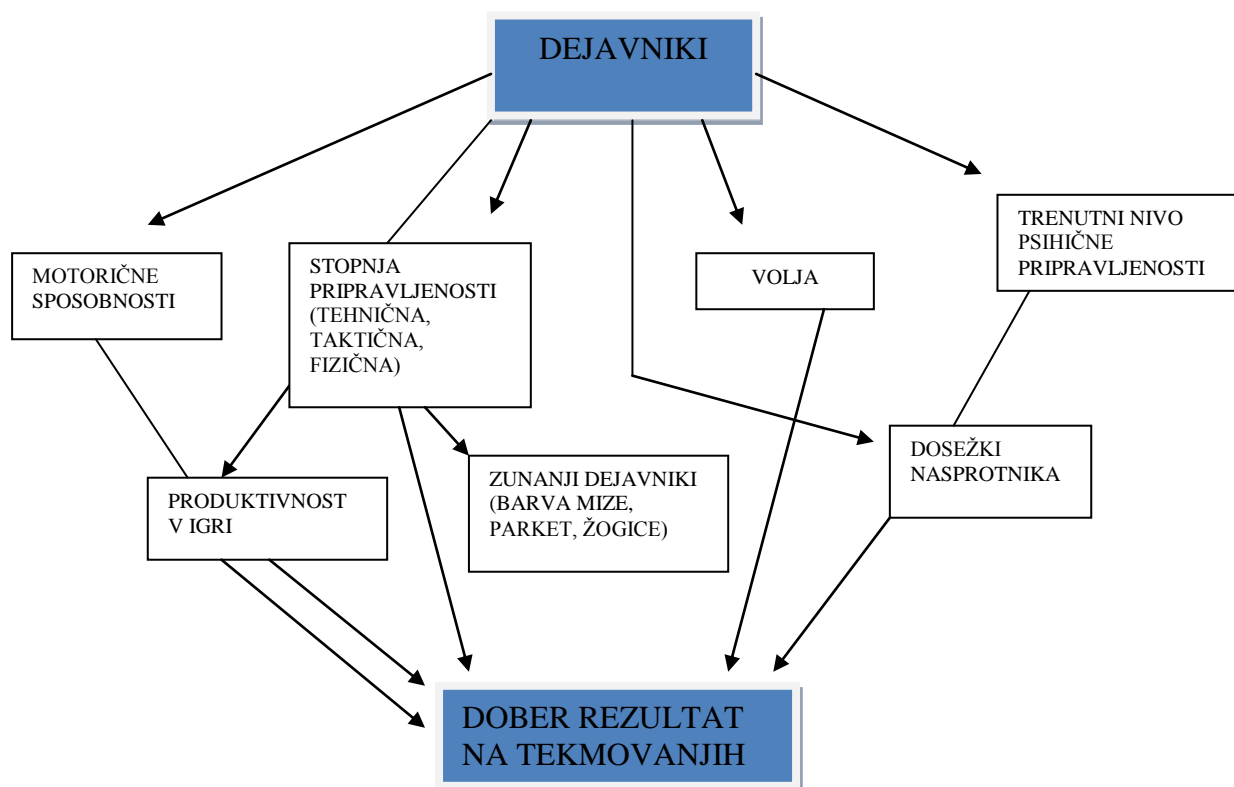 DEJAVNIKI
MOTORIČNE
SPOSOBNOSTI
STOPNJA
PRIPRAVLJENOSTI
(TEHNIČNA,
TAKTIČNA,
FIZIČNA)
VOLJA
TRENUTNI NIVO
PSIHIČNE
PRIPRAVLJENOSTI
PRODUKTIVNOST
V IGRI
ZUNANJI DEJAVNIKI
(BARVA MIZE,
PARKET, ŽOGICE)
DOSEŽKI
NASPROTNIKA
DOBER REZULTAT
NA TEKMOVANJIH